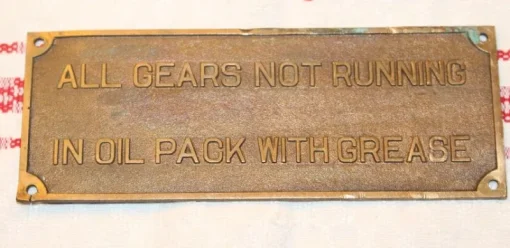 ALL GEARS NOT RUNNING
IN OIL PACK WITH GREASE